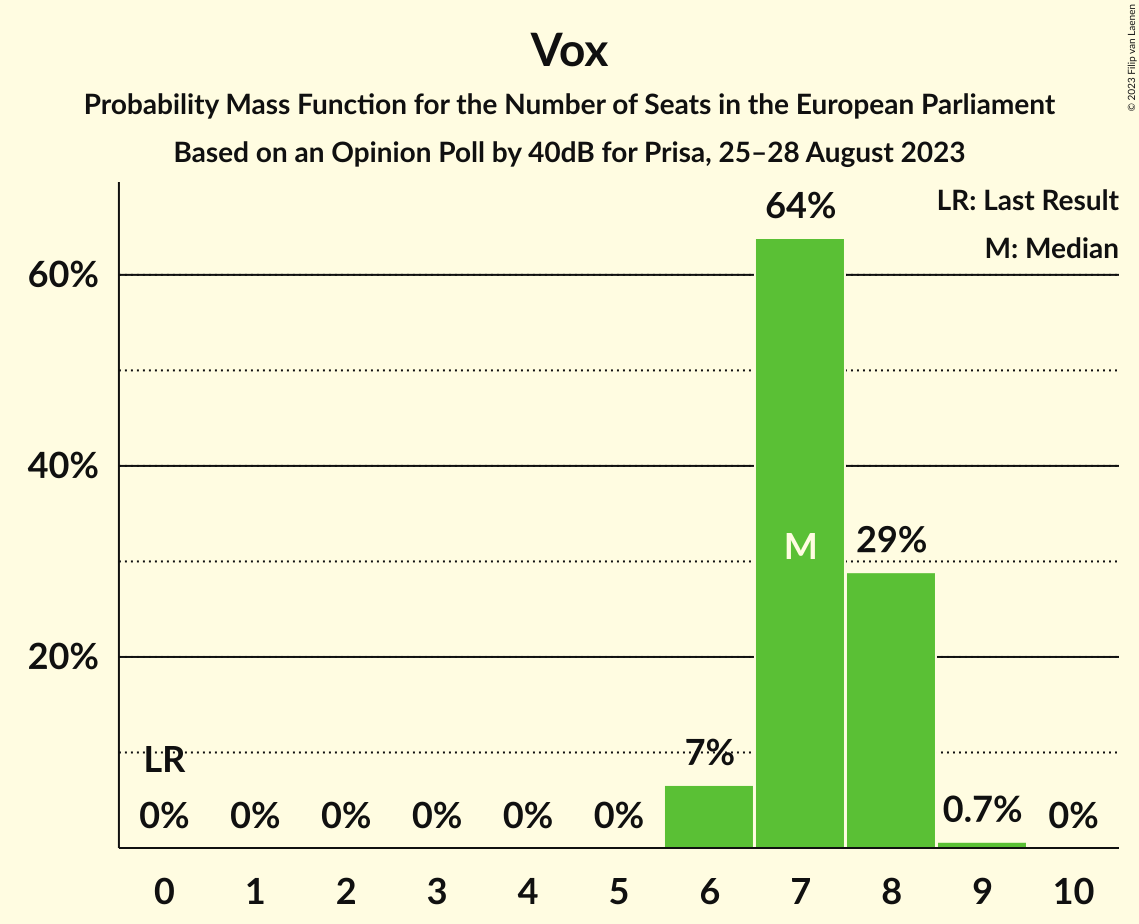 Vox
Probability Mass Function for the Number of Seats in the European Parliament
Based on an Opinion Poll by 40dB for Prisa, 25–28 August 2023
© 2023 Filip van Laenen
LR: Last Result
M: Median
64%
60%
40%
M
29%
20%
LR
7%
0% 0% 0% 0% 0% 0% 0.7% 0%
0 1 2 3 4 5 6 7 8 9 10